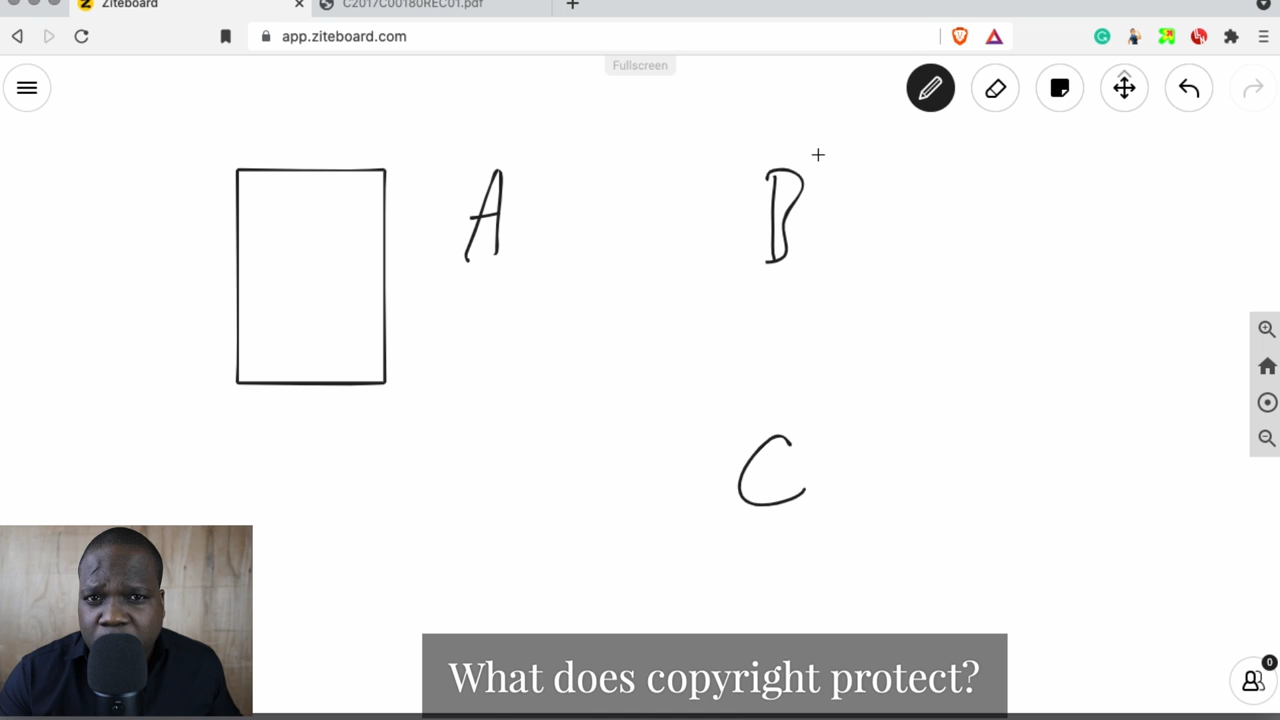 Ziteboard
C2017C00180REC01.pdf
app.ziteboard.com
Fullscreen
A
B
C
What does copyright protect?
0